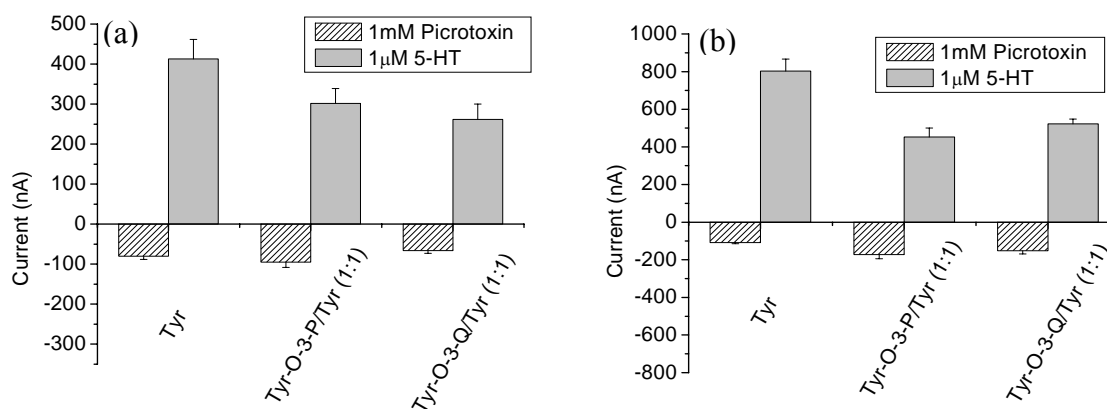 (a)
1mM Picrotoxin
1μM 5-HT
Current (nA)
500
400
300
200
100
0
-100
-200
-300
Tyr
Tyr-O-3-P/Tyr (1:1)
Tyr-O-3-Q/Tyr (1:1)
(b)
1mM Picrotoxin
1μM 5-HT
Current (nA)
1000
800
600
400
200
0
-200
-400
-600
-800
Tyr
Tyr-O-3-P/Tyr (1:1)
Tyr-O-3-Q/Tyr (1:1)